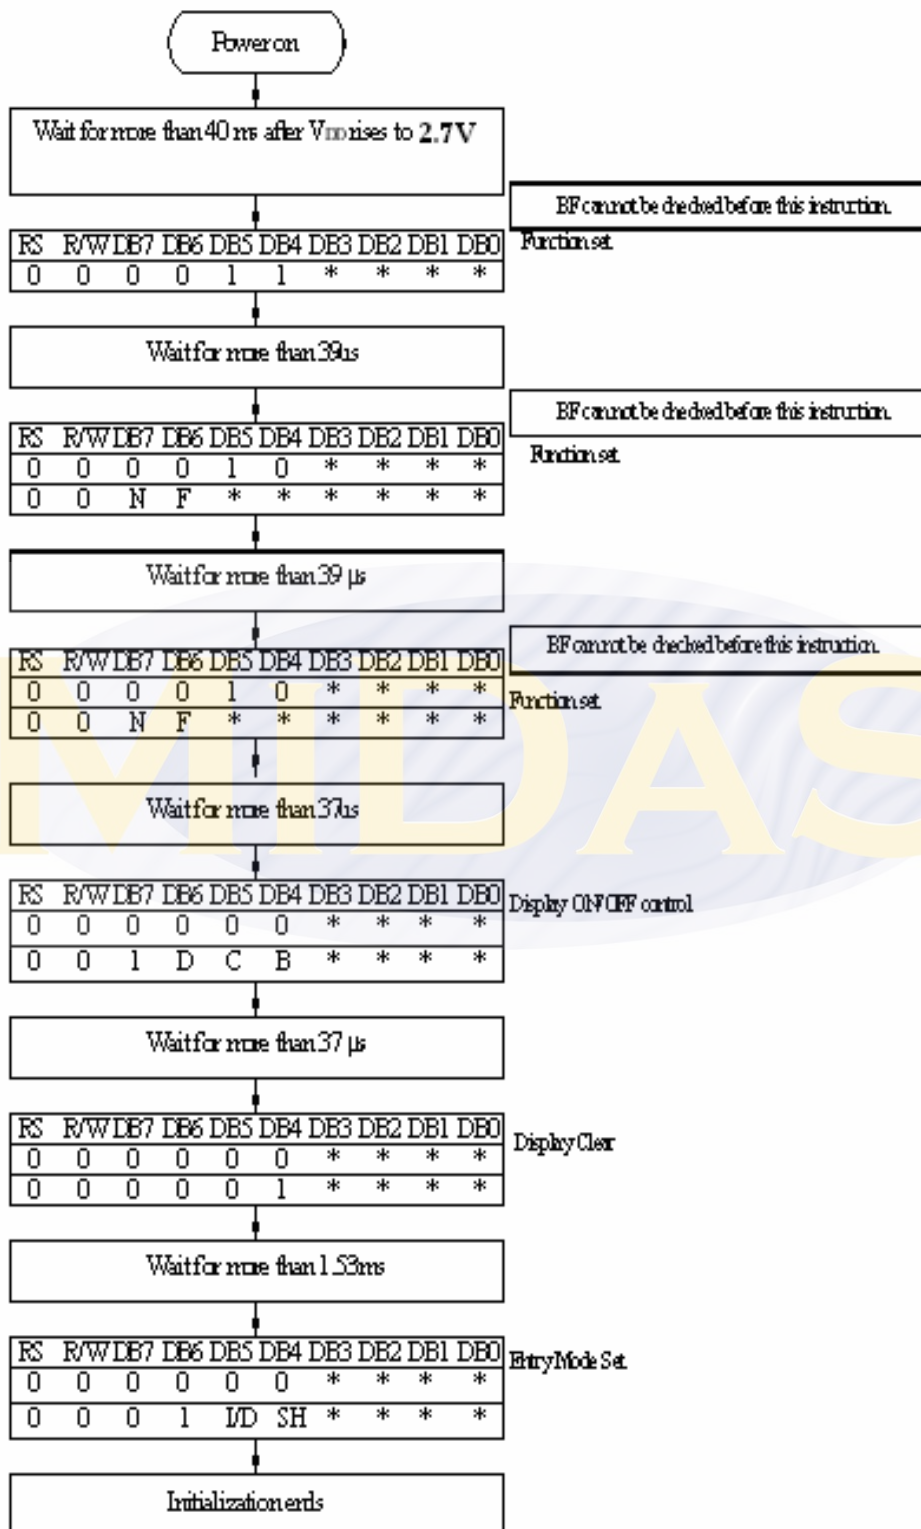 Power on
Wait for more than 40 ms after VDD rises to 2.7V
BF cannot be checked before this instruction.
RS R/W DB7 DB6 DB5 DB4 DB3 DB2 DB1 DB0
Function set
0 0 0 0 1 1 * * * *
Wait for more than 39us
BF cannot be checked before this instruction.
RS R/W DB7 DB6 DB5 DB4 DB3 DB2 DB1 DB0
Function set
0 0 0 0 1 0 * * * *
0 0 N F * * * * * *
Wait for more than 39 μs
BF cannot be checked before this instruction.
RS R/W DB7 DB6 DB5 DB4 DB3 DB2 DB1 DB0
0 0 0 0 1 0 * * * *
Function set
0 0 N F * * * * * *
MIDAS
Wait for more than 37us
RS R/W DB7 DB6 DB5 DB4 DB3 DB2 DB1 DB0
Display ON/OFF control
0 0 0 0 0 0 * * * *
0 0 1 D C B * * * *
Wait for more than 37 μs
RS R/W DB7 DB6 DB5 DB4 DB3 DB2 DB1 DB0
Display Clear
0 0 0 0 0 0 * * * *
0 0 0 0 0 1 * * * *
Wait for more than 1.53ms
RS R/W DB7 DB6 DB5 DB4 DB3 DB2 DB1 DB0
Entry Mode Set
0 0 0 0 0 0 * * * *
0 0 0 1 I/D SH * * * *
Initialization ends